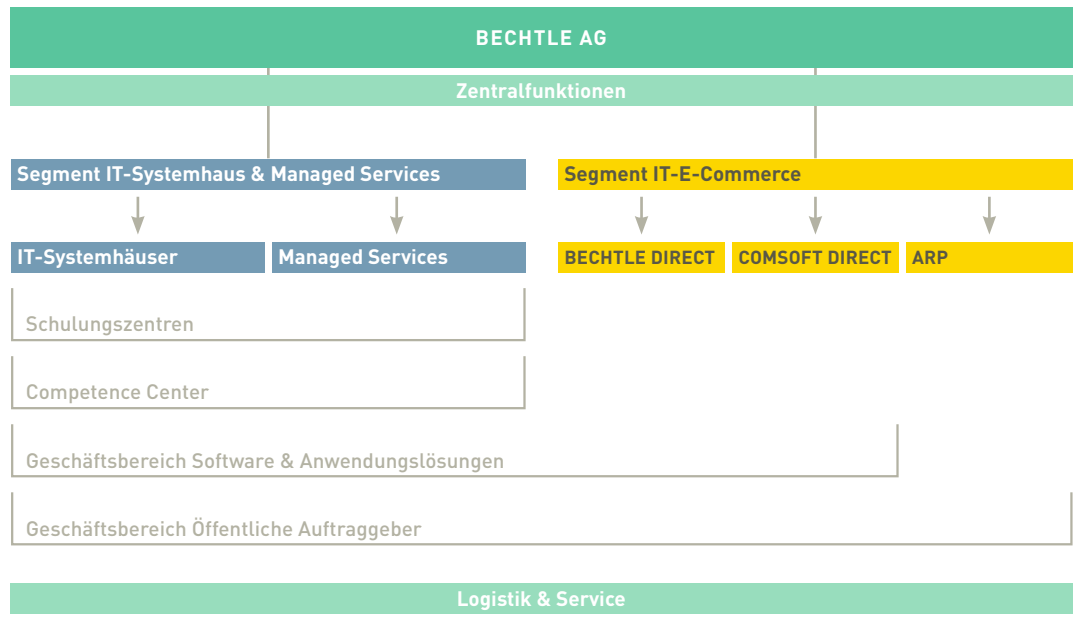 BECHTLE AG
Zentralfunktionen
Segment IT-Systemhaus & Managed Services
Segment IT-E-Commerce
IT-Systemhäuser
Managed Services
BECHTLE DIRECT
COMSOFT DIRECT
ARP
Schulungszentren
Competence Center
Geschäftsbereich Software & Anwendungslösungen
Geschäftsbereich Öffentliche Auftraggeber
Logistik & Service